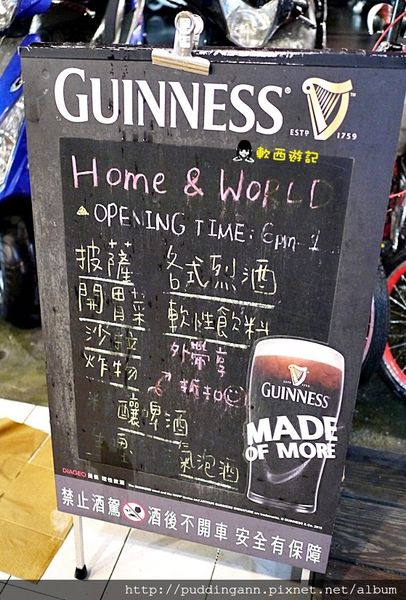 GUINNESS®
ESTD 1759
軟西遊記
HOME & WORLD
OPENING TIME: 6pm
披薩 各式烈酒
開胃菜 軟性飲料
沙拉 外帶享
炸物 折扣
GUINNESS
釀啤酒
MADE
OF MORE
氣泡酒
DIAGEO
禁止酒駕 酒後不開車 安全有保障
http://puddingann.pixnet.net/album